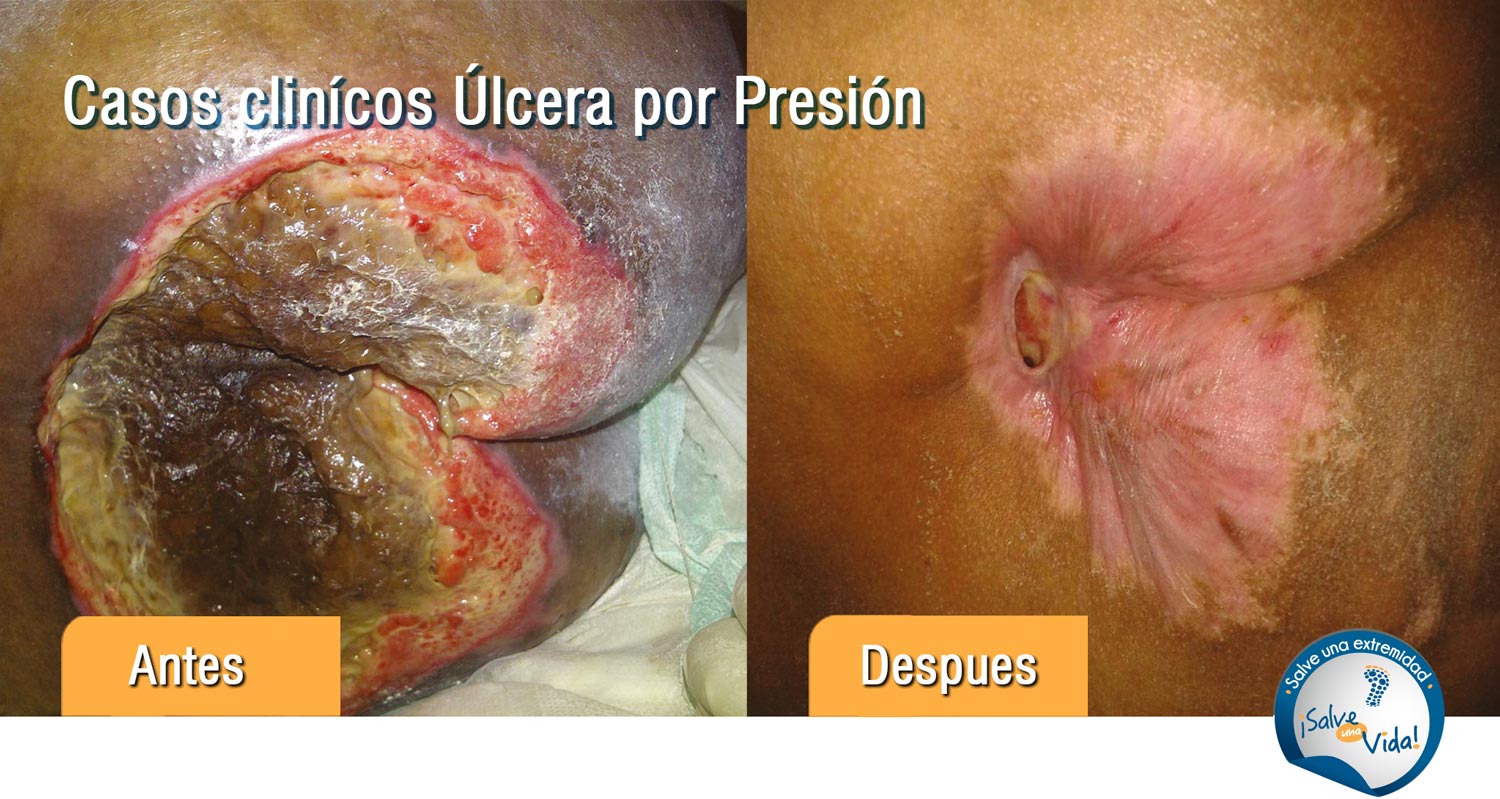 Casos clinícos Úlcera por Presión
Antes
Despues
Salve una extremidad
¡Salve
una
Vida!